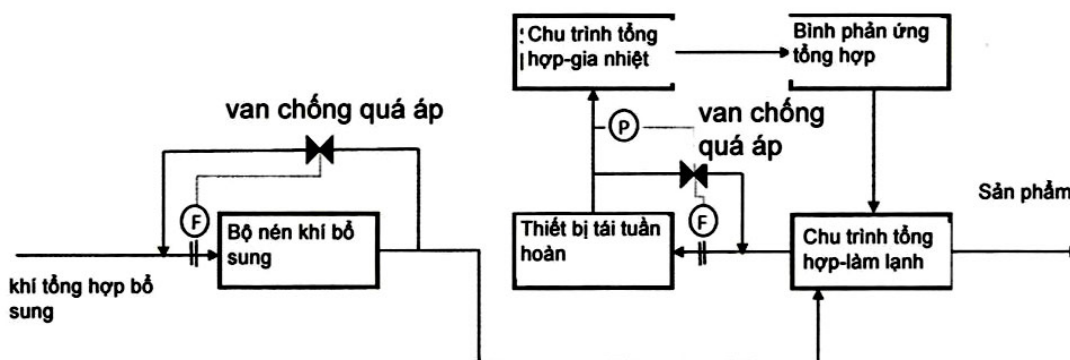 Chu trình tổng
hợp-gia nhiệt
Bình phản ứng
tổng hợp
van chống quá áp
P
van chống
quá áp
F
Bộ nén khí bổ
sung
Thiết bị tái tuần
hoàn
F
Chu trình tổng
hợp-làm lạnh
Sản phẩm
khí tổng hợp bổ
sung